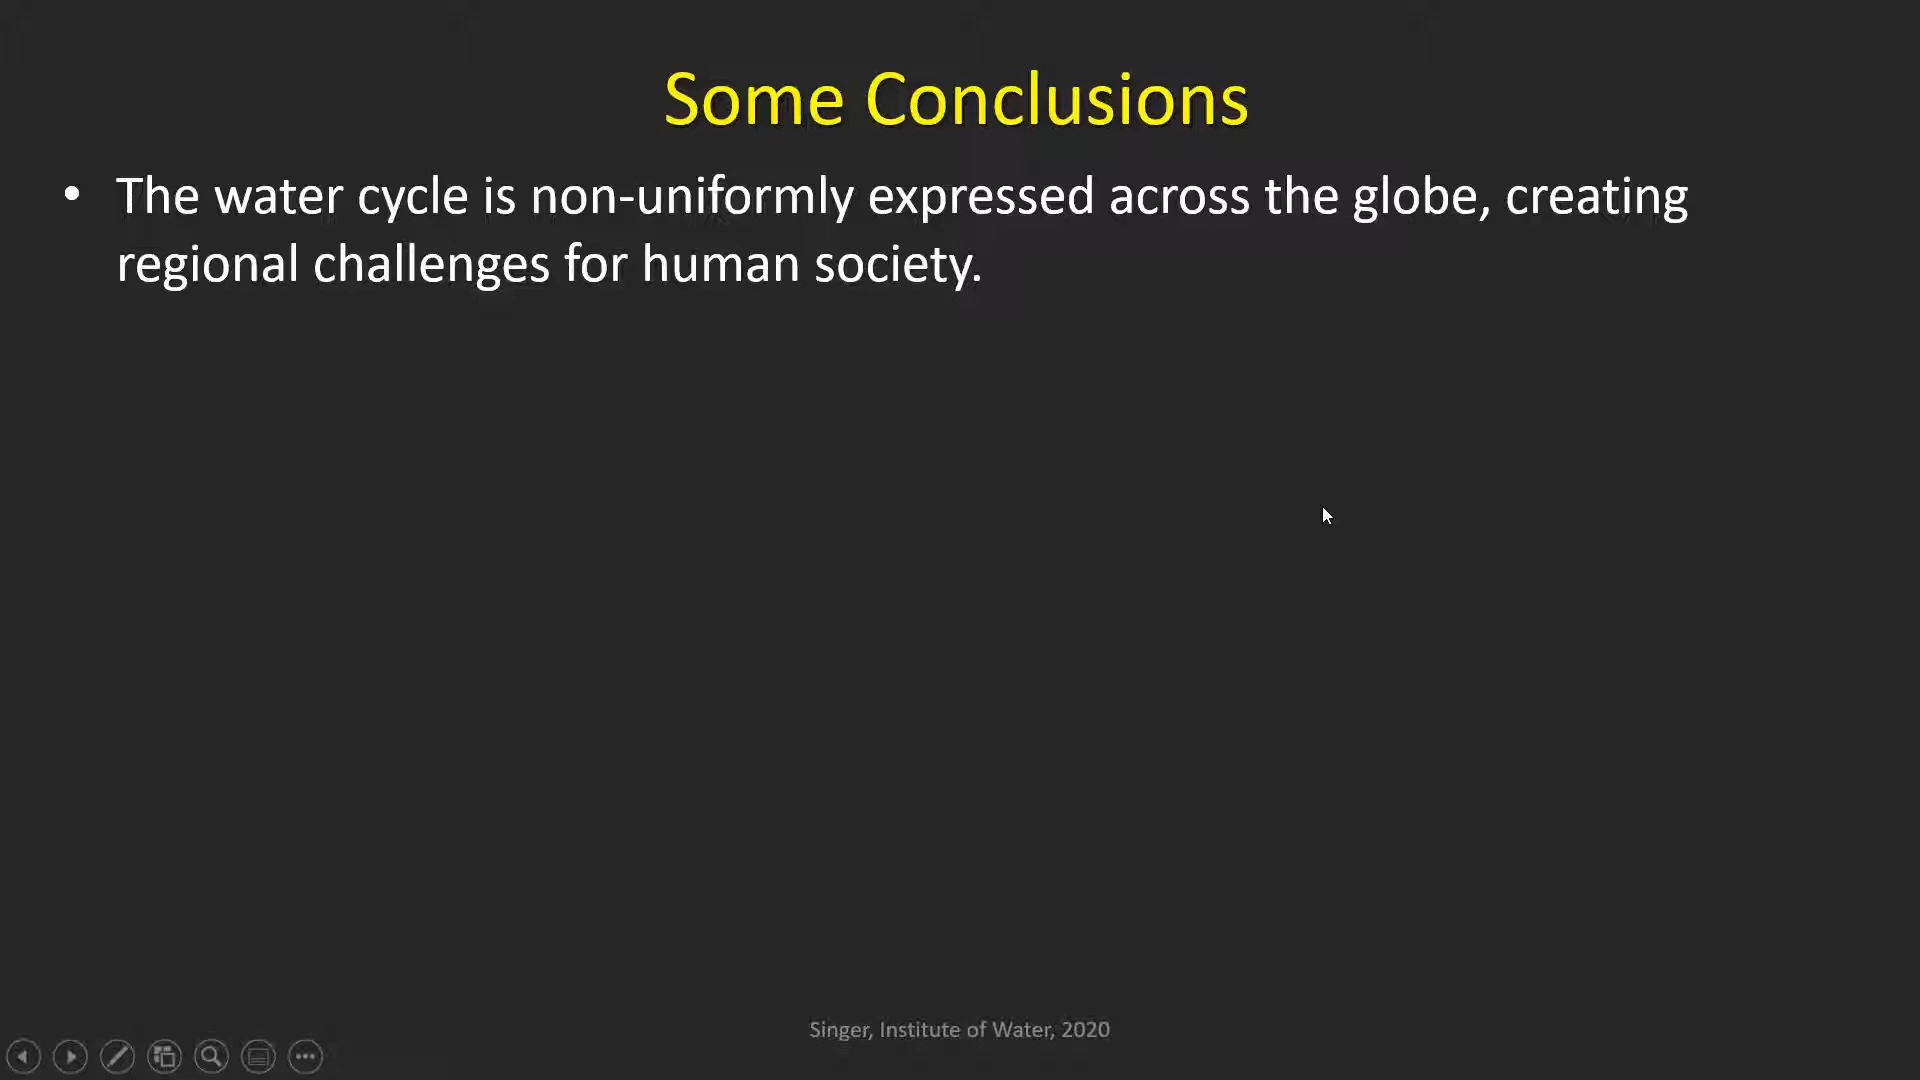 Some Conclusions
• The water cycle is non-uniformly expressed across the globe, creating
regional challenges for human society.
Singer, Institute of Water, 2020